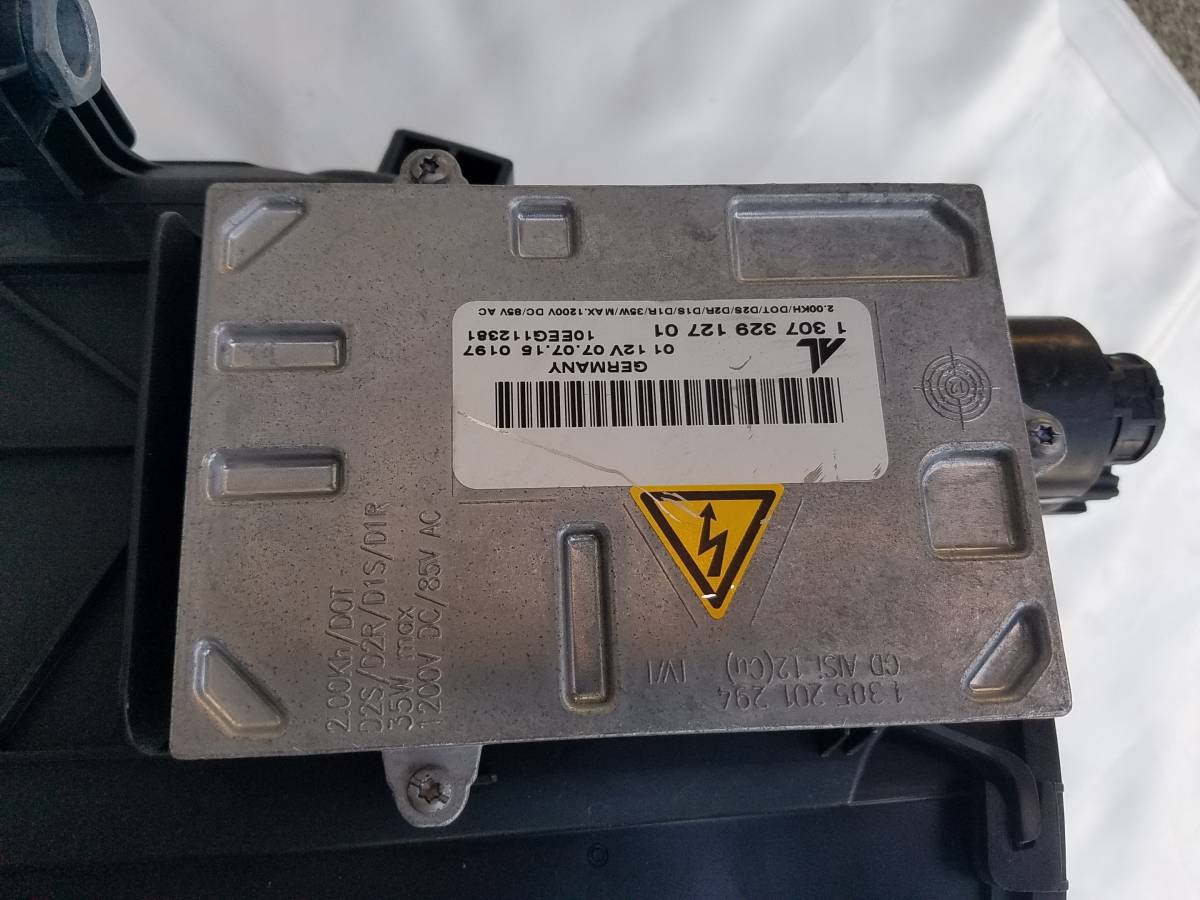 AL
1 307 329 127 01
10EEG112381
01 12V 07.07.15 0197
GERMANY
2.00KH/DOT/D2S/D2R/D1S/D1R/35W/MAX.1200V DC/85V AC
2.00Kh/DOT
D2S/D2R/D1S/D1R
35W max
1200V DC/85V AC
1 305 201 294
GD AlSi 12(Cu) IV/I